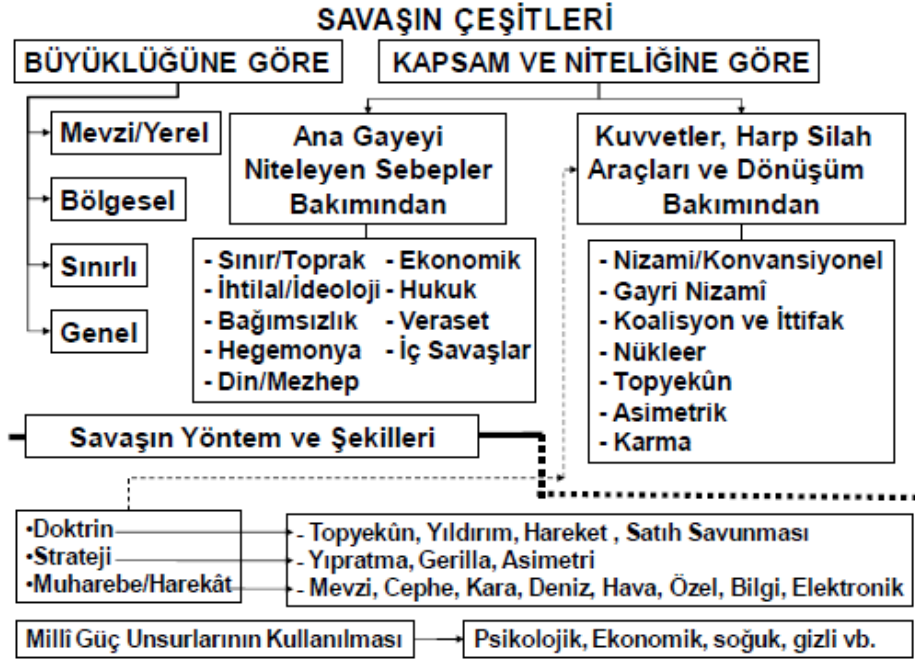 SAVAŞIN ÇEŞİTLERİ
BÜYÜKLÜĞÜNE GÖRE
KAPSAM VE NİTELİĞİNE GÖRE
Mevzi/Yerel
Bölgesel
Sınırlı
Genel
Ana Gayeyi
Niteleyen Sebepler
Bakımından
Kuvvetler, Harp Silah
Araçları ve Dönüşüm
Bakımından
- Sınır/Toprak - Ekonomik
- İhtilal/İdeoloji - Hukuk
- Bağımsızlık - Veraset
- Hegemonya - İç Savaşlar
- Din/Mezhep
- Nizami/Konvansiyonel
- Gayri Nizamî
- Koalisyon ve İttifak
- Nükleer
- Topyekûn
- Asimetrik
- Karma
Savaşın Yöntem ve Şekilleri
•Doktrin
•Strateji
•Muharebe/Harekât
- Topyekûn, Yıldırım, Hareket , Satıh Savunması
- Yıpratma, Gerilla, Asimetri
- Mevzi, Cephe, Kara, Deniz, Hava, Özel, Bilgi, Elektronik
Millî Güç Unsurlarının Kullanılması
Psikolojik, Ekonomik, soğuk, gizli vb.